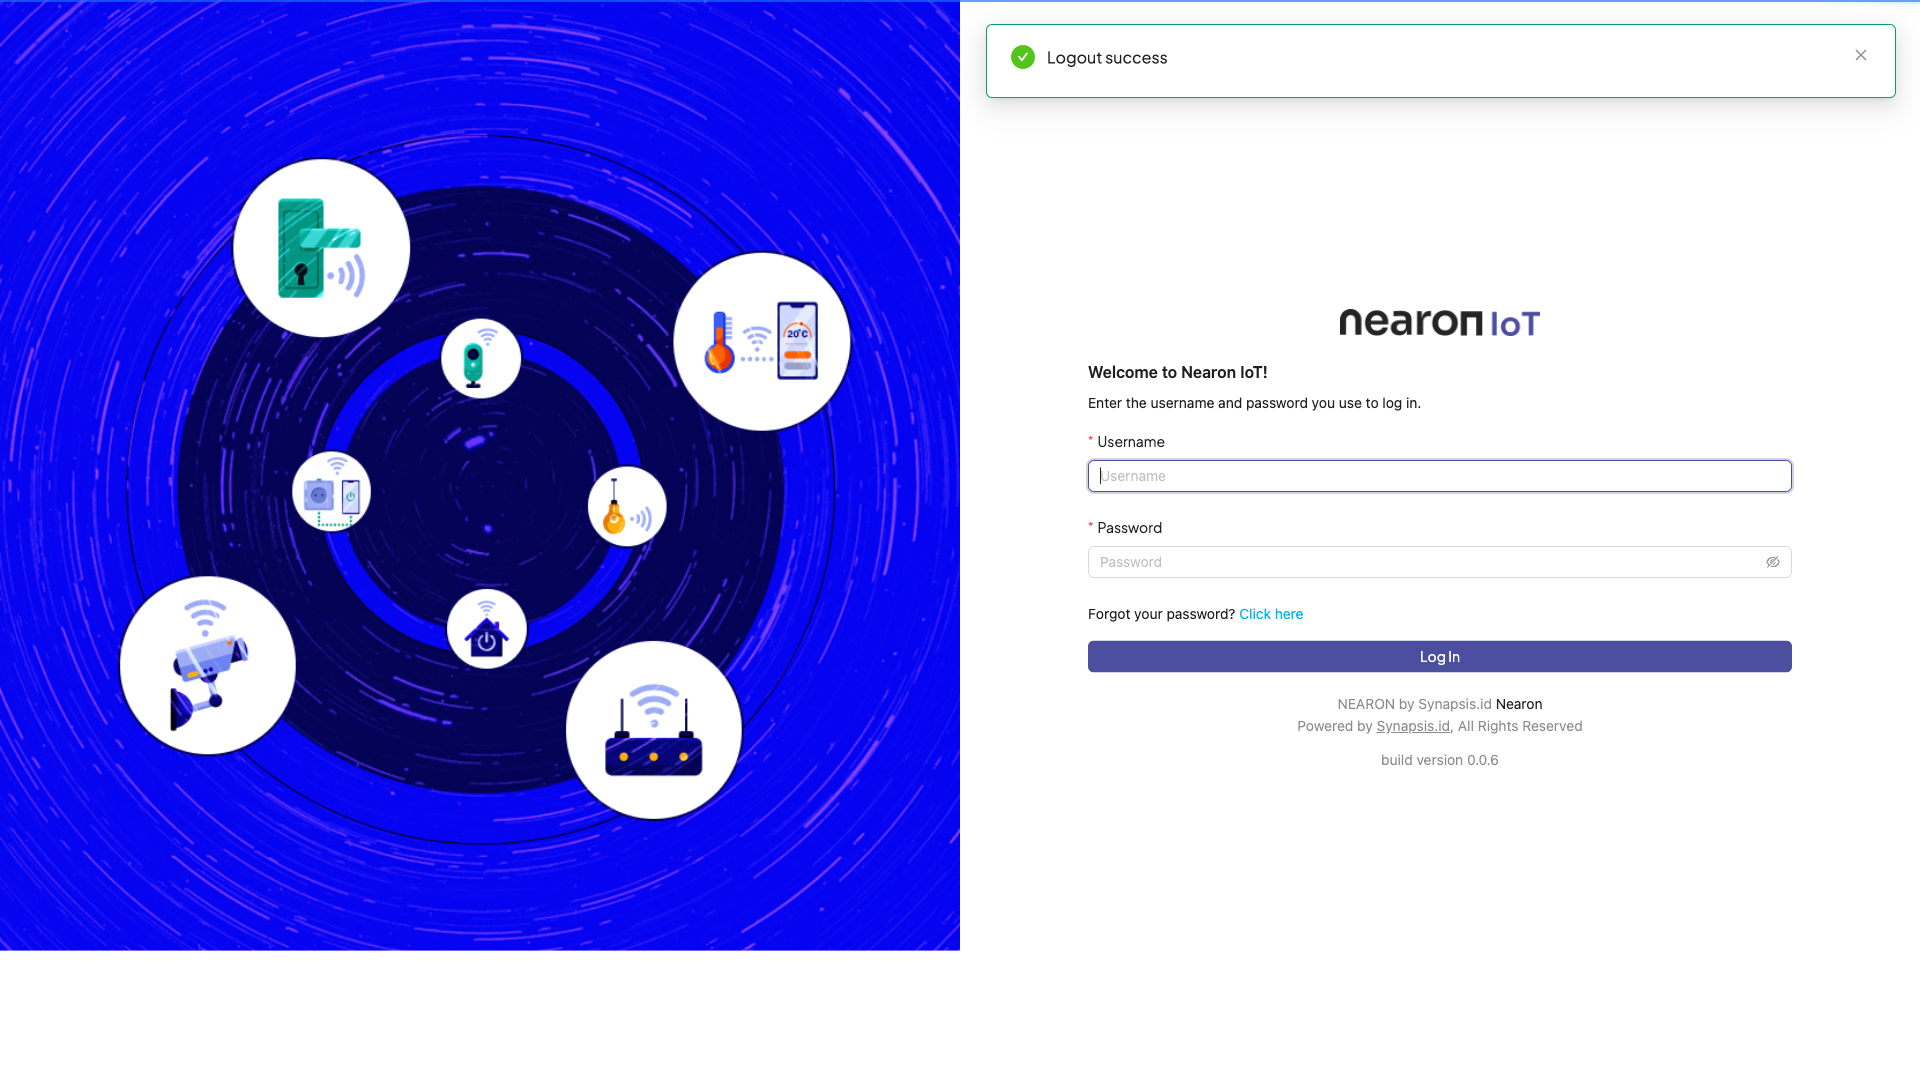 Logout success
20°C
nearon IoT
Welcome to Nearon IoT!
Enter the username and password you use to log in.
* Username
Username
* Password
Password
Forgot your password? Click here
Log In
NEARON by Synapsis.id Nearon
Powered by Synapsis.id, All Rights Reserved
build version 0.0.6